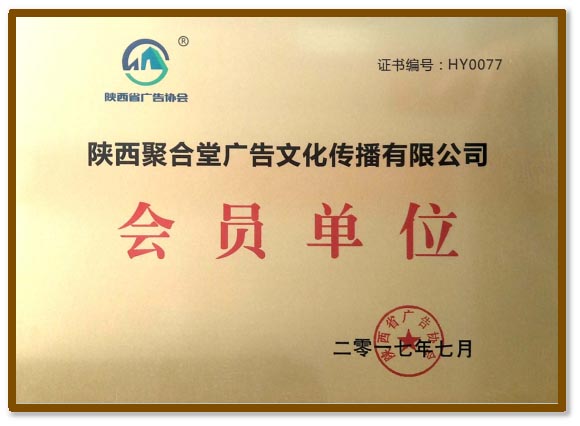 ®
陕西省广告协会
证书编号：HY0077
陕西聚合堂广告文化传播有限公司
会员单位
陕西省广告协会
二零一七年七月